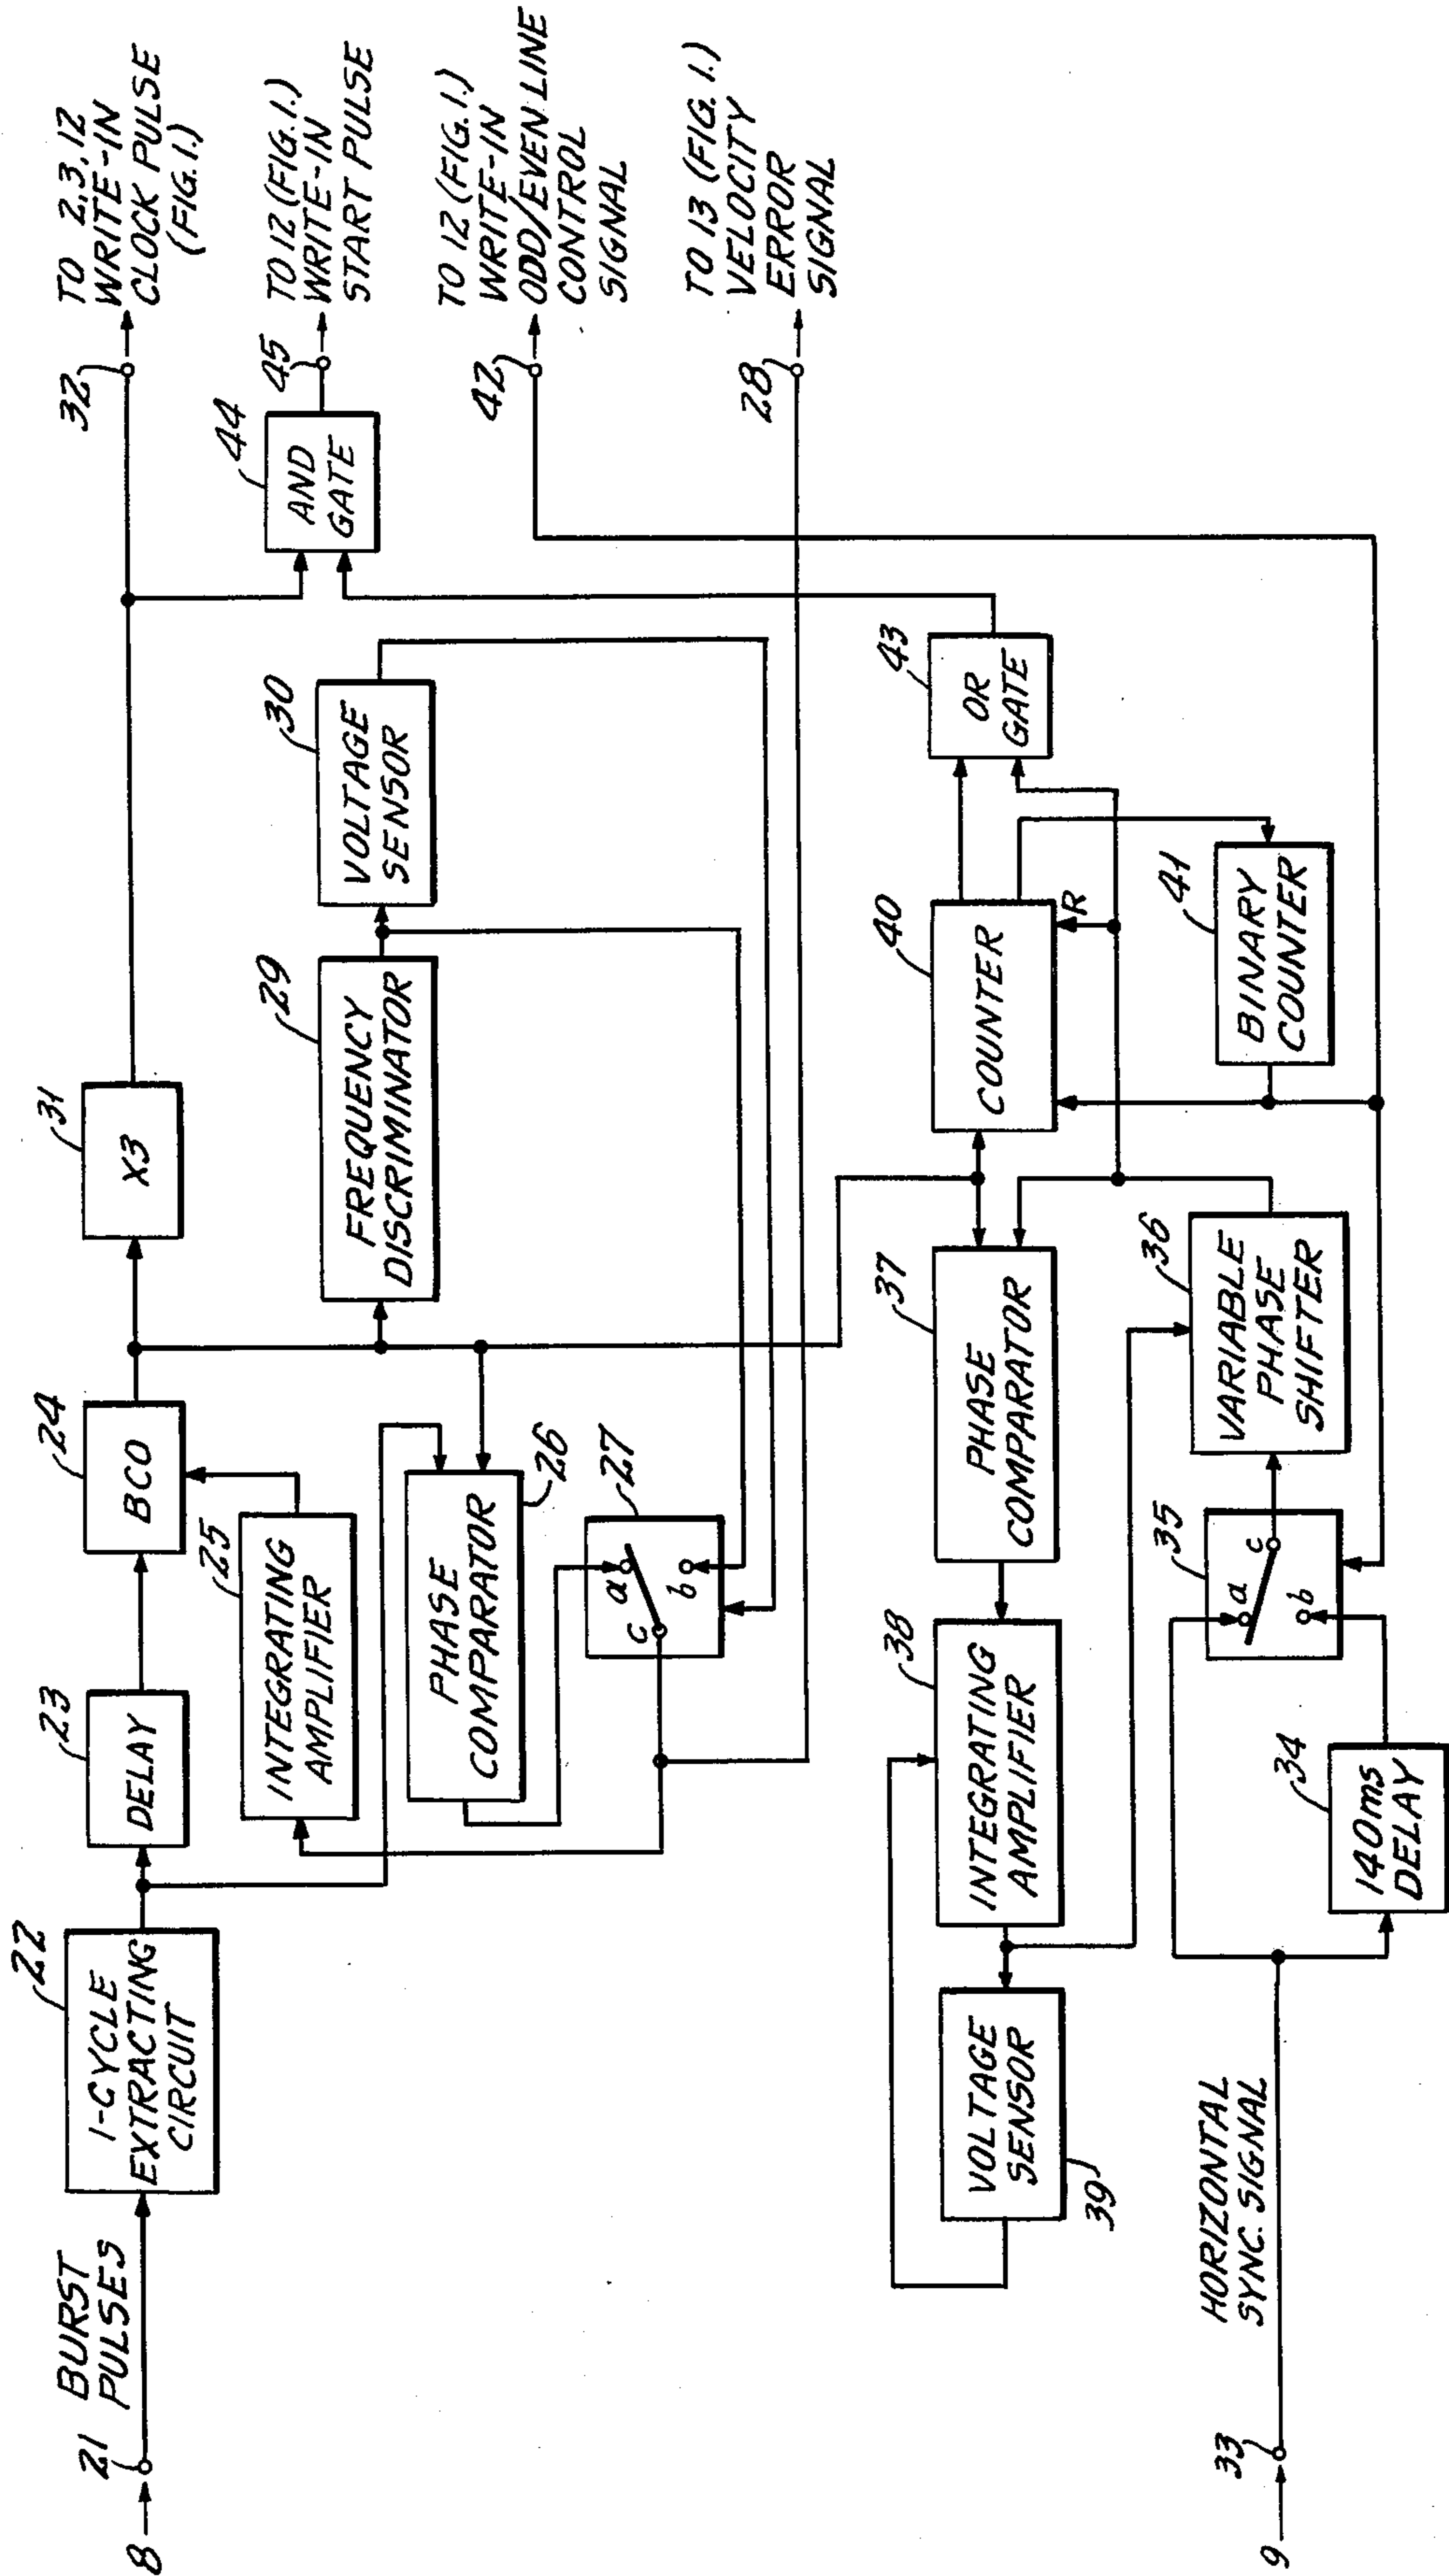 8
21
BURST
PULSES
22
1-CYCLE
EXTRACTING
CIRCUIT
23
DELAY
24
BCO
31
X3
32
TO 2,3,12
WRITE-IN
CLOCK PULSE
(FIG.1.)
25
INTEGRATING
AMPLIFIER
29
FREQUENCY
DISCRIMINATOR
30
VOLTAGE
SENSOR
44
AND
GATE
45
TO 12 (FIG.1.)
WRITE-IN
START PULSE
PHASE
COMPARATOR
26
27
a
b
c
42
TO 12 (FIG.1.)
WRITE-IN
ODD/EVEN LINE
CONTROL
SIGNAL
28
TO 13 (FIG.1.)
VELOCITY
ERROR
SIGNAL
39
VOLTAGE
SENSOR
38
INTEGRATING
AMPLIFIER
37
PHASE
COMPARATOR
40
COUNTER
R
43
OR
GATE
9
33
HORIZONTAL
SYNC. SIGNAL
34
140ms
DELAY
35
a
b
c
36
VARIABLE
PHASE
SHIFTER
41
BINARY
COUNTER